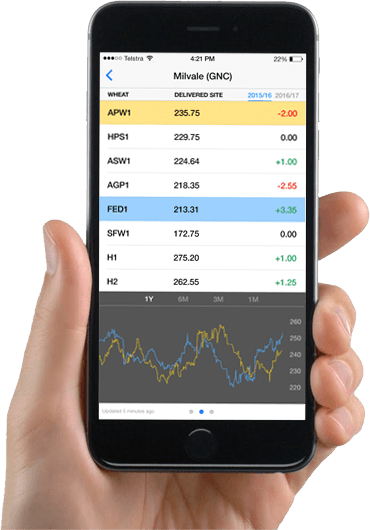 Telstra 4:21 PM 22%
Milvale (GNC)
WHEAT DELIVERED SITE 2015/16 2016/17
APW1 235.75 -2.00
HPS1 229.75 0.00
ASW1 224.64 +1.00
AGP1 218.35 -2.55
FED1 213.31 +3.35
SFW1 172.75 0.00
H1 275.20 +1.00
H2 262.55 +1.25
1Y 6M 3M 1M
260
250
240
230
220
Updated 5 minutes ago